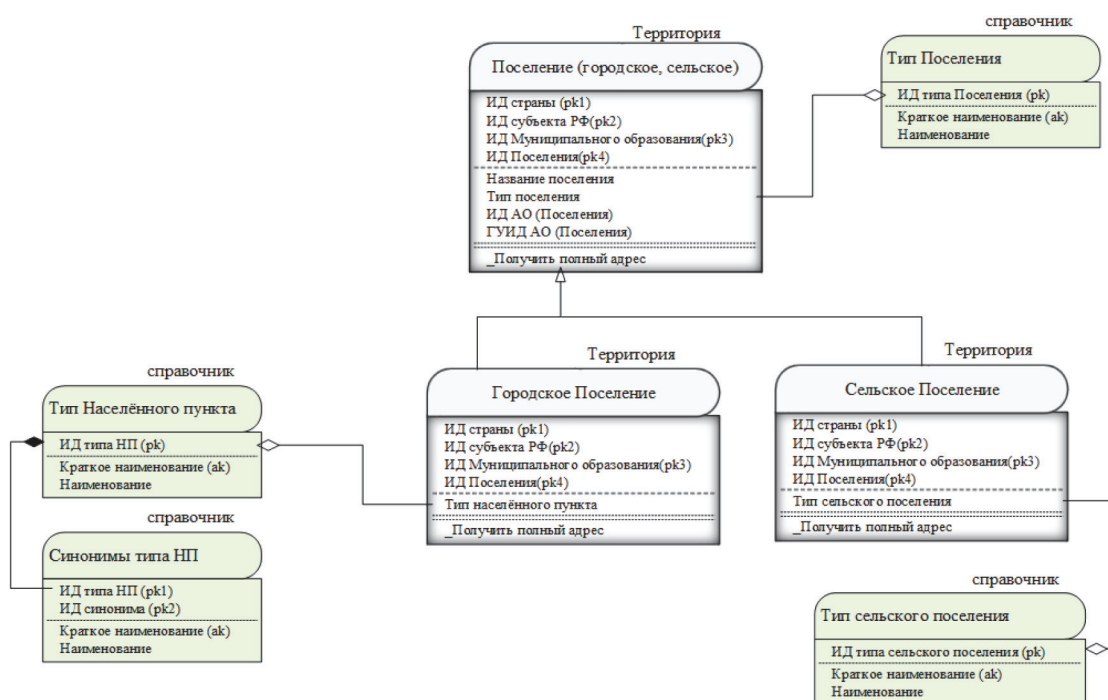 Территория
Поселение (городское, сельское)
ИД страны (pk1)
ИД субъекта РФ(pk2)
ИД Муниципального образования(pk3)
ИД Поселения(pk4)
Название поселения
Тип поселения
ИД АО (Поселения)
ГУИД АО (Поселения)
_Получить полный адрес
справочник
Тип Поселения
ИД типа Поселения (pk)
Краткое наименование (ak)
Наименование
справочник
Тип Населённого пункта
ИД типа НП (pk)
Краткое наименование (ak)
Наименование
справочник
Синонимы типа НП
ИД типа НП (pk1)
ИД синонима (pk2)
Краткое наименование (ak)
Наименование
Территория
Городское Поселение
ИД страны (pk1)
ИД субъекта РФ(pk2)
ИД Муниципального образования(pk3)
ИД Поселения(pk4)
Тип населённого пункта
_Получить полный адрес
Территория
Сельское Поселение
ИД страны (pk1)
ИД субъекта РФ(pk2)
ИД Муниципального образования(pk3)
ИД Поселения(pk4)
Тип сельского поселения
_Получить полный адрес
справочник
Тип сельского поселения
ИД типа сельского поселения (pk)
Краткое наименование (ak)
Наименование